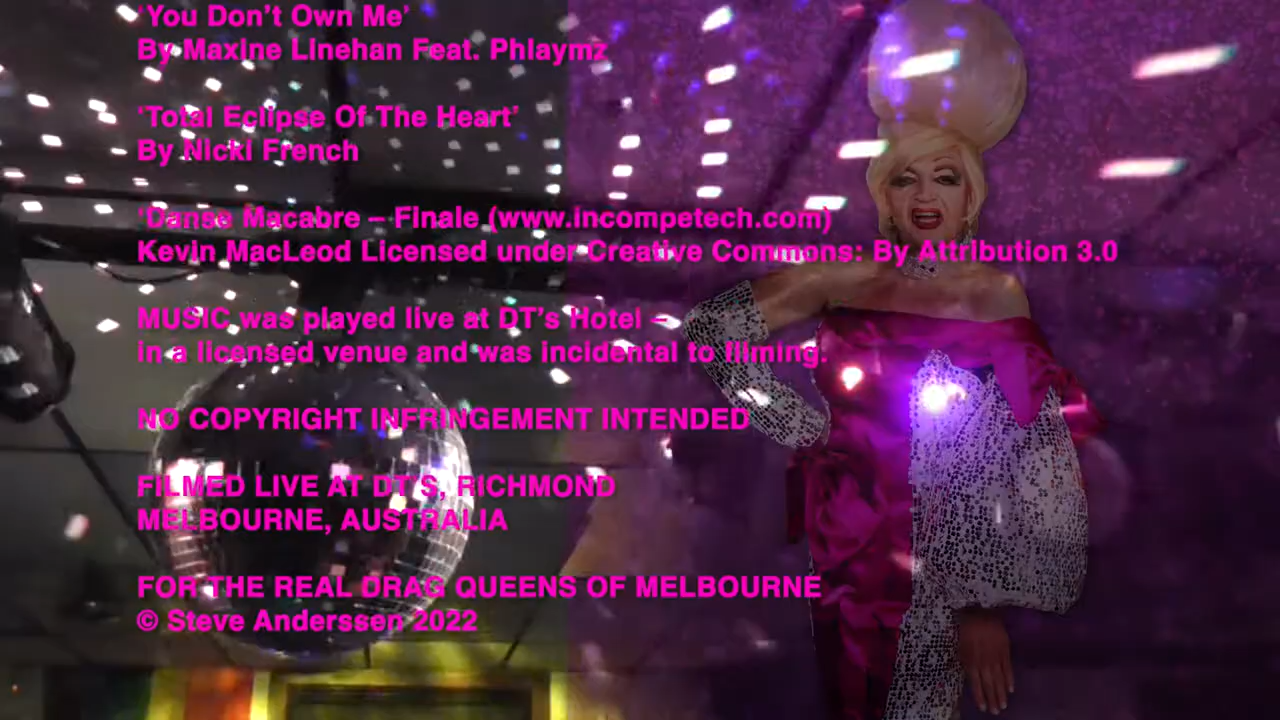 ‘You Don’t Own Me’
By Maxine Linehan Feat. Phlaymz
‘Total Eclipse Of The Heart’
By Nicki French
‘Danse Macabre – Finale (www.incompetech.com)
Kevin MacLeod Licensed under Creative Commons: By Attribution 3.0
MUSIC was played live at DT’s Hotel –
in a licensed venue and was incidental to filming.
NO COPYRIGHT INFRINGEMENT INTENDED
FILMED LIVE AT DT’S, RICHMOND
MELBOURNE, AUSTRALIA
FOR THE REAL DRAG QUEENS OF MELBOURNE
© Steve Anderssen 2022